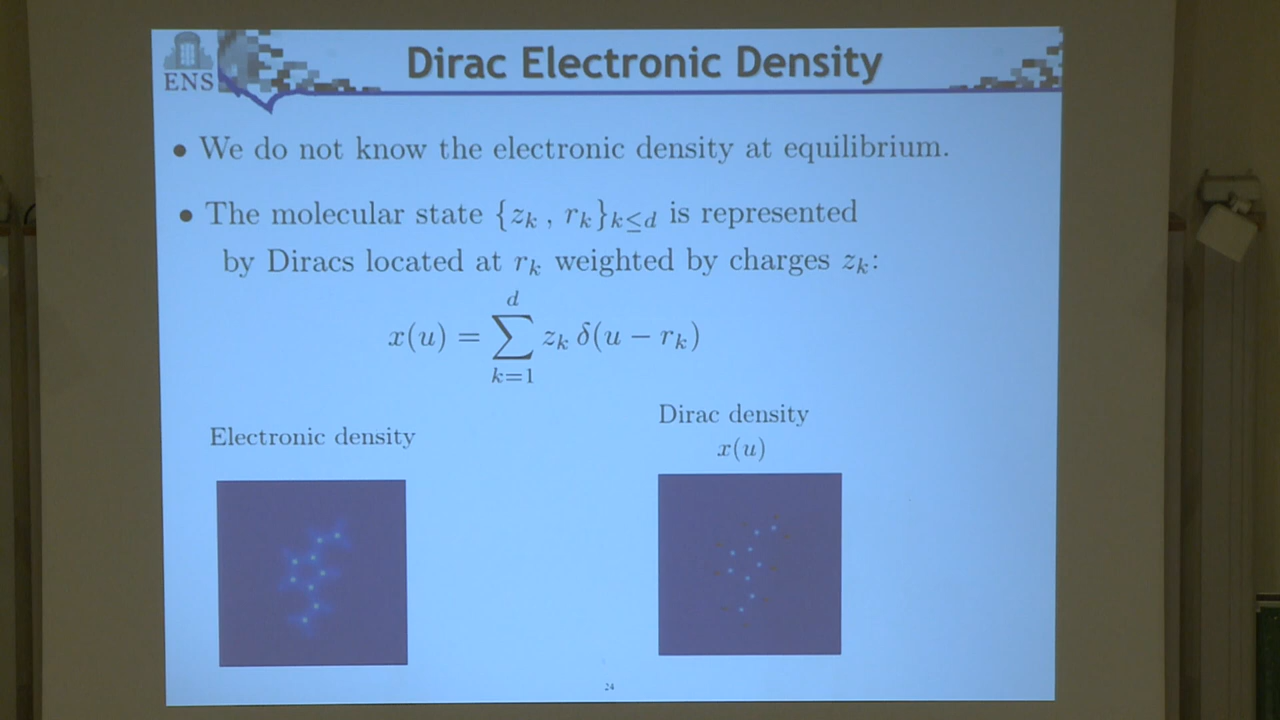 ENS
Dirac Electronic Density
• We do not know the electronic density at equilibrium.
• The molecular state {z_k , r_k}_{k≤d} is represented
by Diracs located at r_k weighted by charges z_k:
x(u) = \sum_{k=1}^{d} z_k δ(u − r_k)
Electronic density
Dirac density
x(u)
24